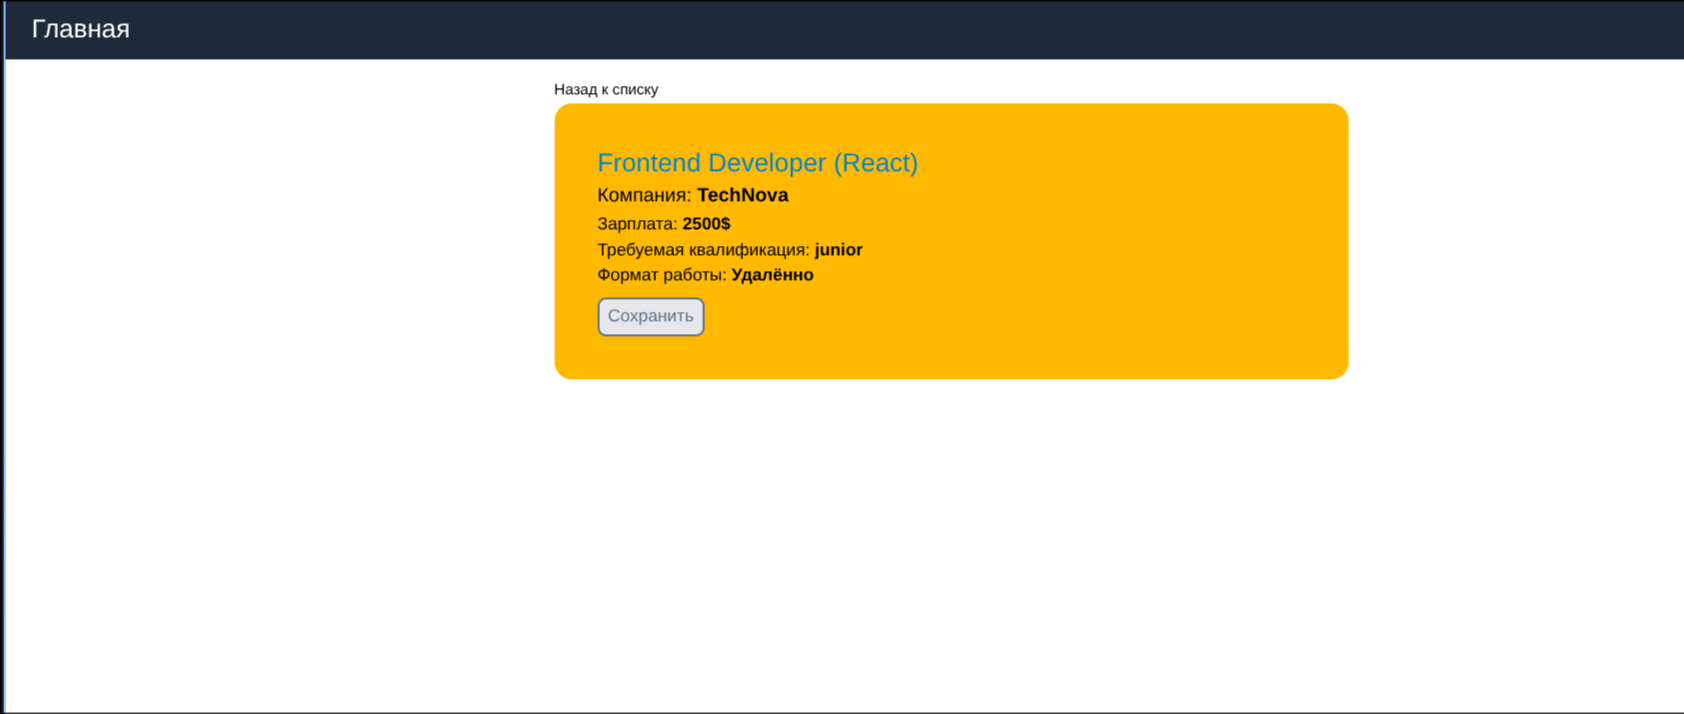 Главная
Назад к списку
Frontend Developer (React)
Компания: TechNova
Зарплата: 2500$
Требуемая квалификация: junior
Формат работы: Удалённо
Сохранить